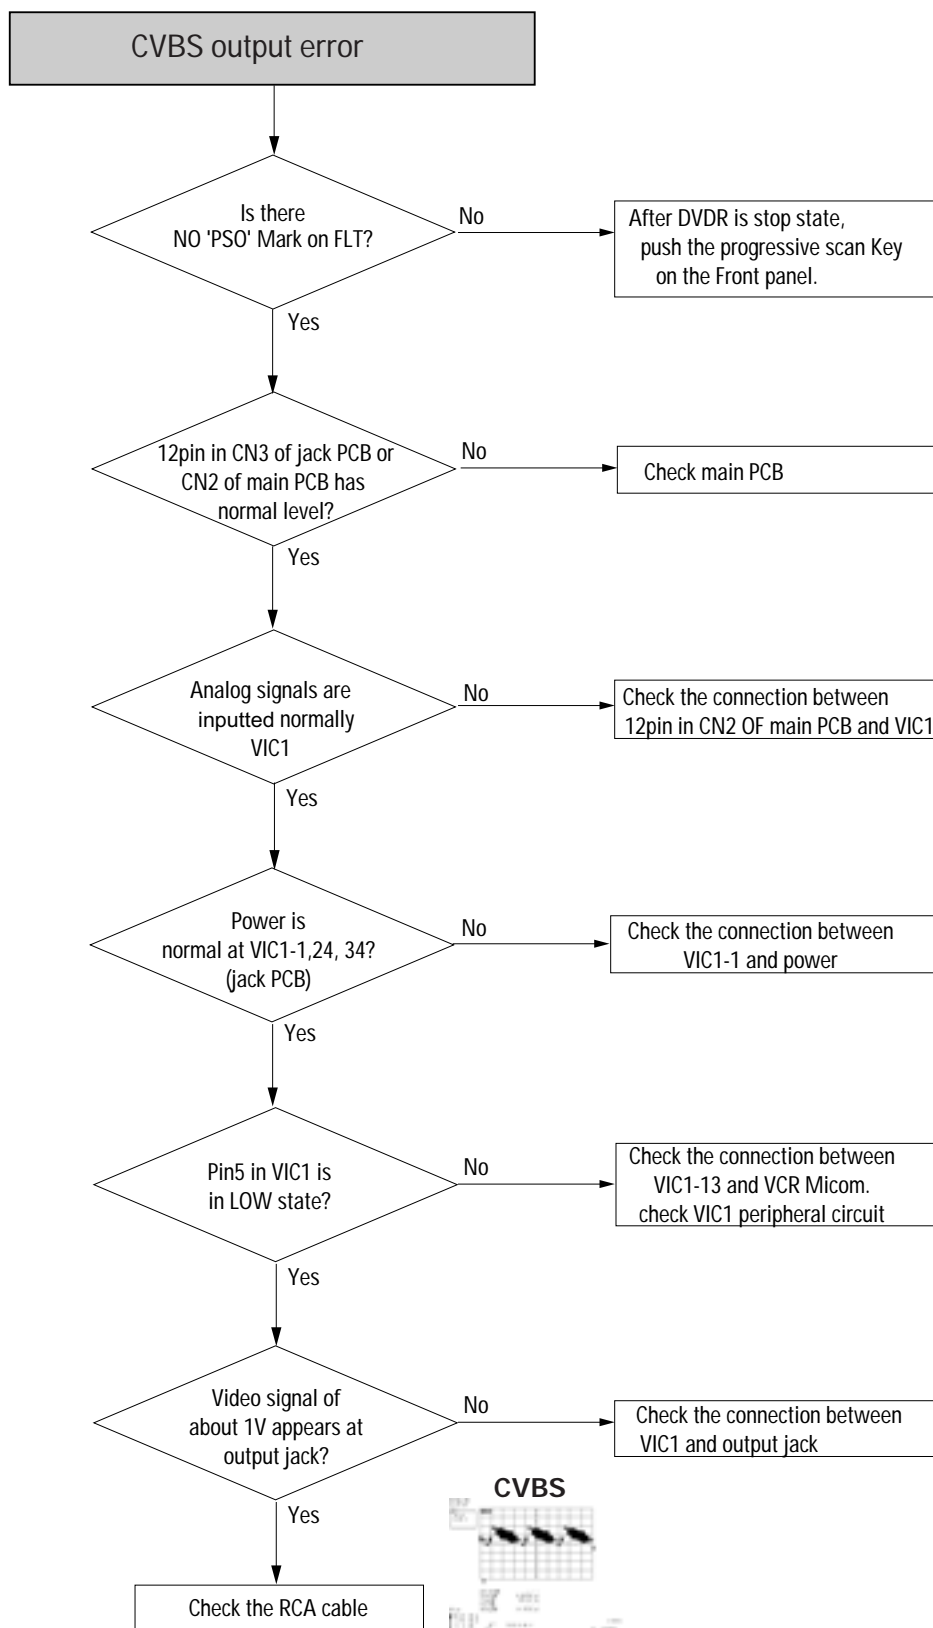 CVBS output error
Is there
NO 'PSO' Mark on FLT?
No
After DVDR is stop state,
push the progressive scan Key
on the Front panel.
Yes
12pin in CN3 of jack PCB or
CN2 of main PCB has
normal level?
No
Check main PCB
Yes
Analog signals are
inputted normally
VIC1
No
Check the connection between
12pin in CN2 OF main PCB and VIC1
Yes
Power is
normal at VIC1-1,24, 34?
(jack PCB)
No
Check the connection between
VIC1-1 and power
Yes
Pin5 in VIC1 is
in LOW state?
No
Check the connection between
VIC1-13 and VCR Micom.
check VIC1 peripheral circuit
Yes
Video signal of
about 1V appears at
output jack?
No
Check the connection between
VIC1 and output jack
Yes
CVBS
Check the RCA cable